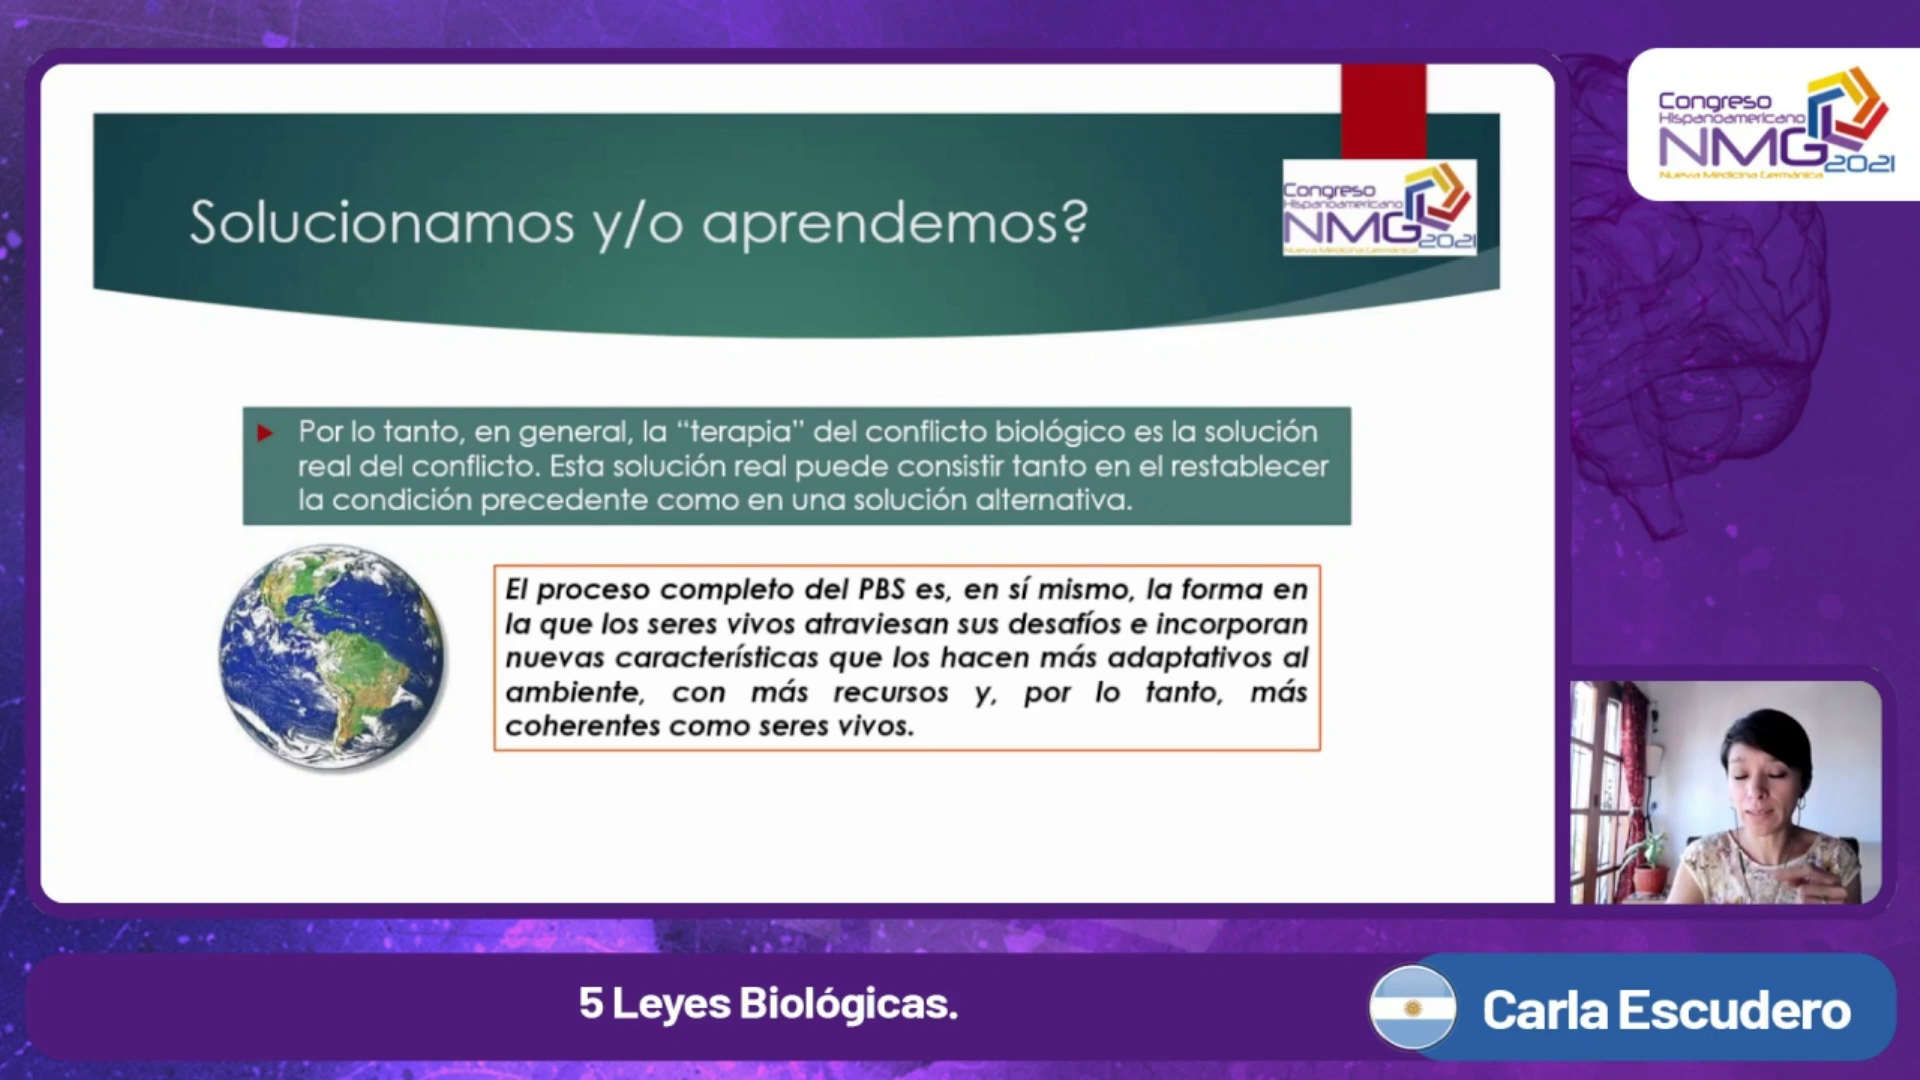 Solucionamos y/o aprendemos?
Congreso
Hispanoamericano
NMG 2021
Nueva Medicina Germánica
Congreso
Hispanoamericano
NMG 2021
Nueva Medicina Germánica
Por lo tanto, en general, la “terapia” del conflicto biológico es la solución
real del conflicto. Esta solución real puede consistir tanto en el restablecer
la condición precedente como en una solución alternativa.
El proceso completo del PBS es, en sí mismo, la forma en
la que los seres vivos atraviesan sus desafíos e incorporan
nuevas características que los hacen más adaptativos al
ambiente, con más recursos y, por lo tanto, más
coherentes como seres vivos.
5 Leyes Biológicas.
Carla Escudero